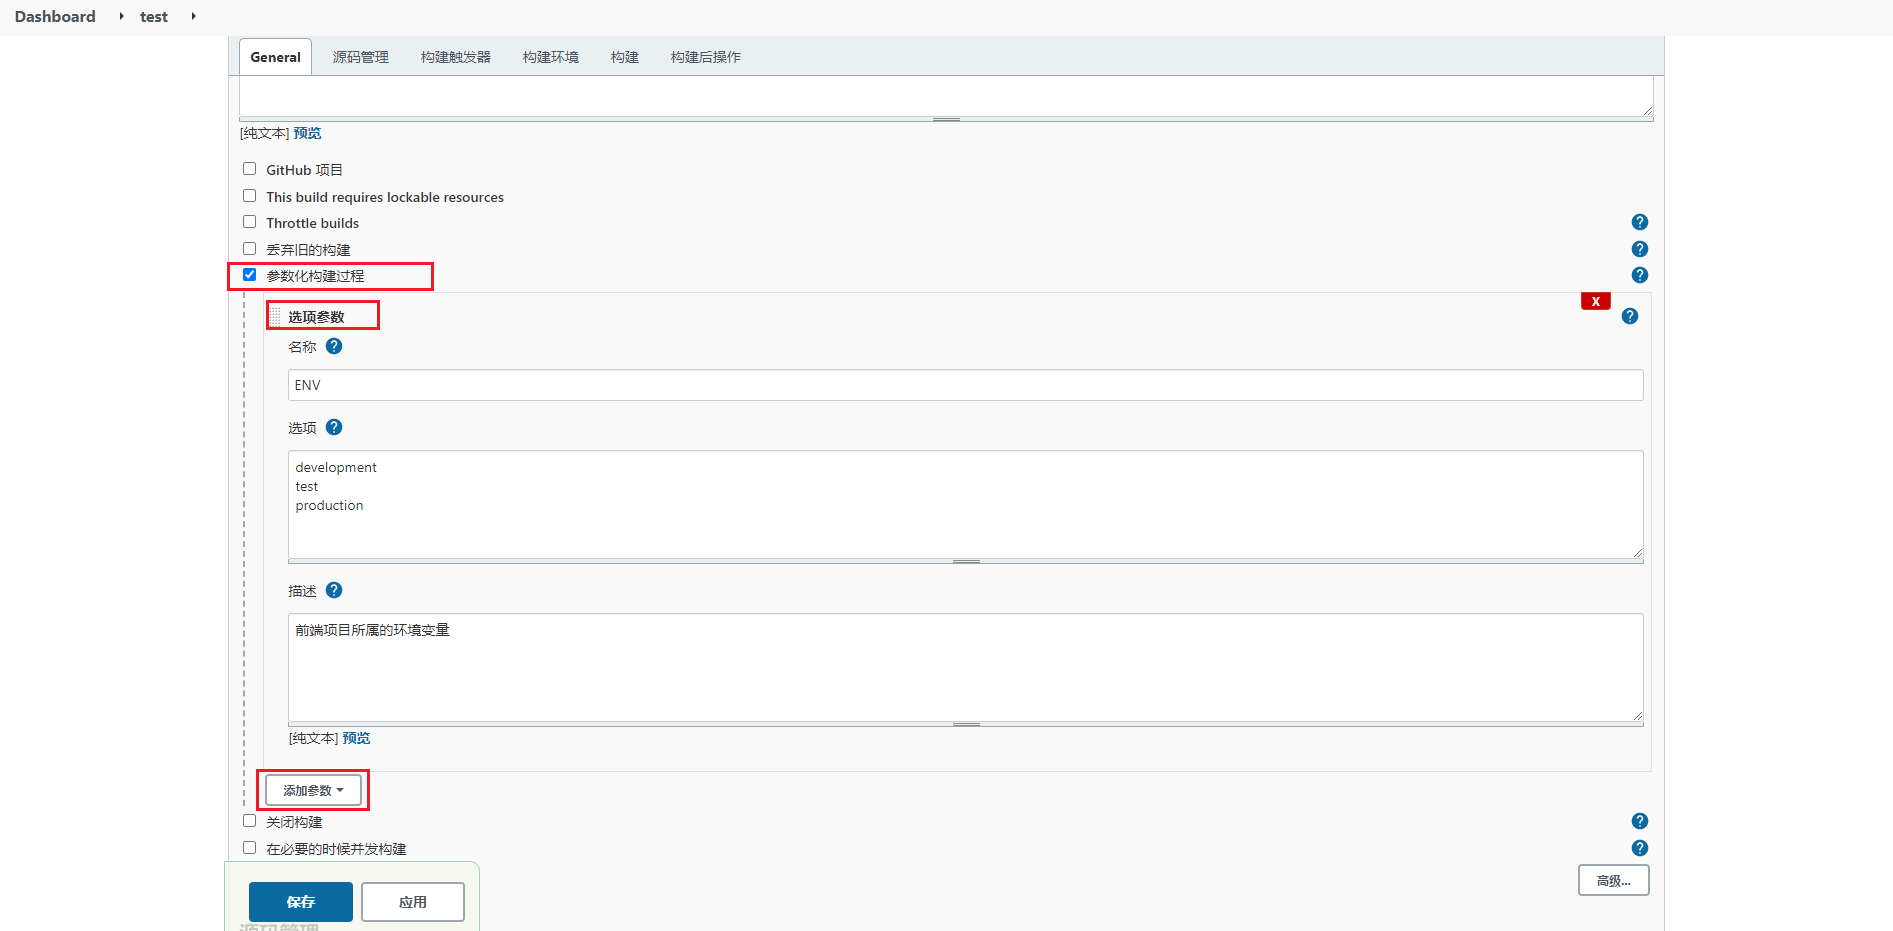 Dashboard test
General 源码管理 构建触发器 构建环境 构建 构建后操作
[纯文本] 预览
GitHub 项目
This build requires lockable resources
Throttle builds ?
丢弃旧的构建 ?
参数化构建过程 ?
X
选项参数 ?
名称 ?
ENV
选项 ?
development
test
production
描述 ?
前端项目所属的环境变量
[纯文本] 预览
添加参数
关闭构建 ?
在必要的时候并发构建 ?
高级...
保存 应用
源码管理